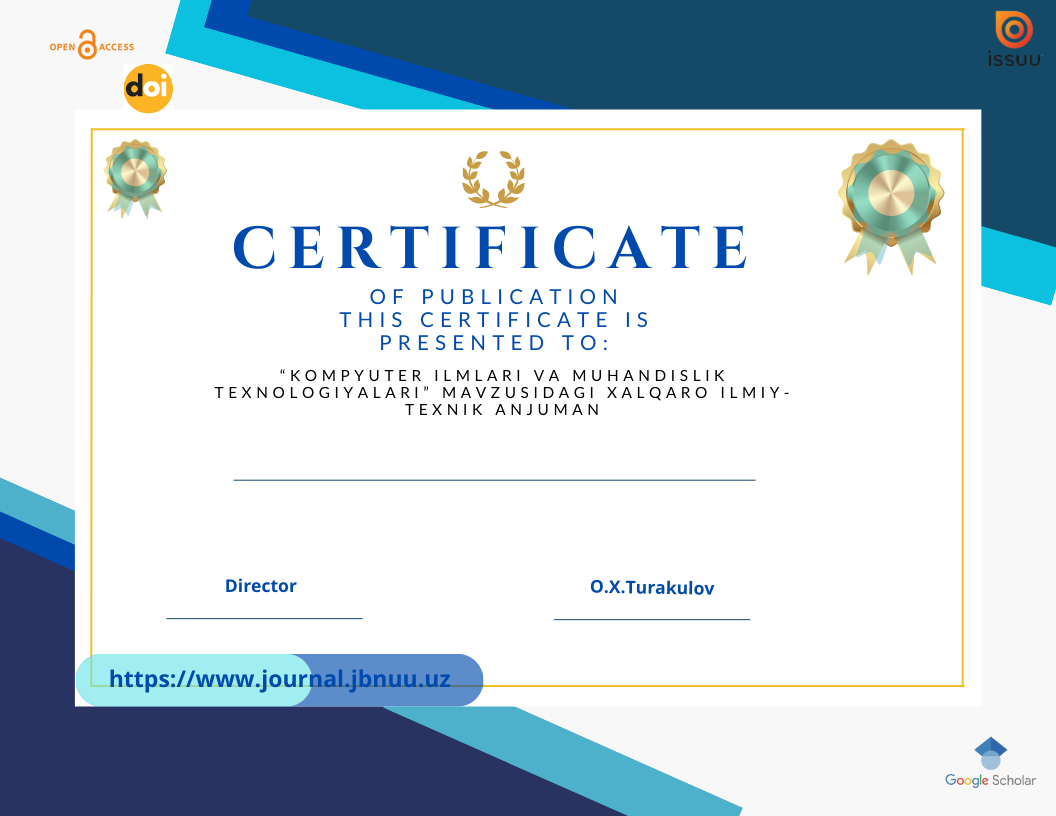 OPEN ACCESS
doi
issuu
CERTIFICATE
OF PUBLICATION
THIS CERTIFICATE IS
PRESENTED TO:
“KOMPYUTER ILMLARI VA MUHANDISLIK
TEXNOLOGIYALARI” MAVZUSIDAGI XALQARO ILMIY-
TEXNIK ANJUMAN
Director
O.X.Turakulov
https://www.journal.jbnuu.uz
Google Scholar